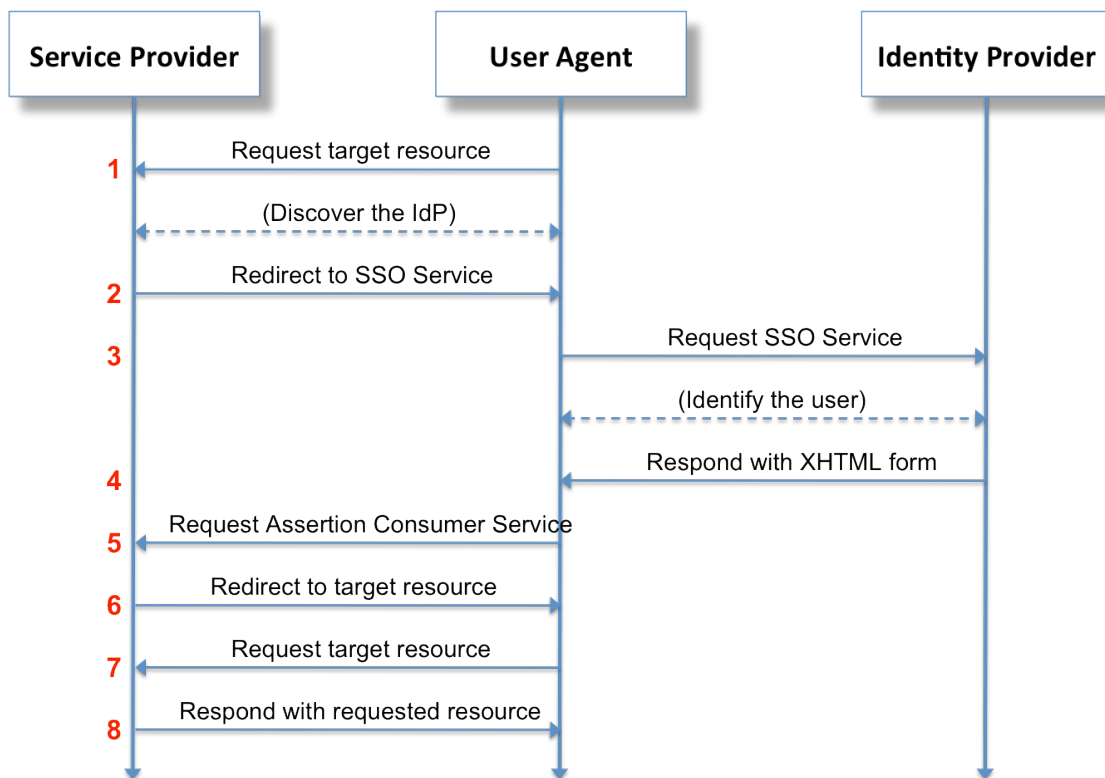 Service Provider
User Agent
Identity Provider
1
Request target resource
(Discover the IdP)
2
Redirect to SSO Service
3
Request SSO Service
(Identify the user)
4
Respond with XHTML form
5
Request Assertion Consumer Service
6
Redirect to target resource
7
Request target resource
8
Respond with requested resource